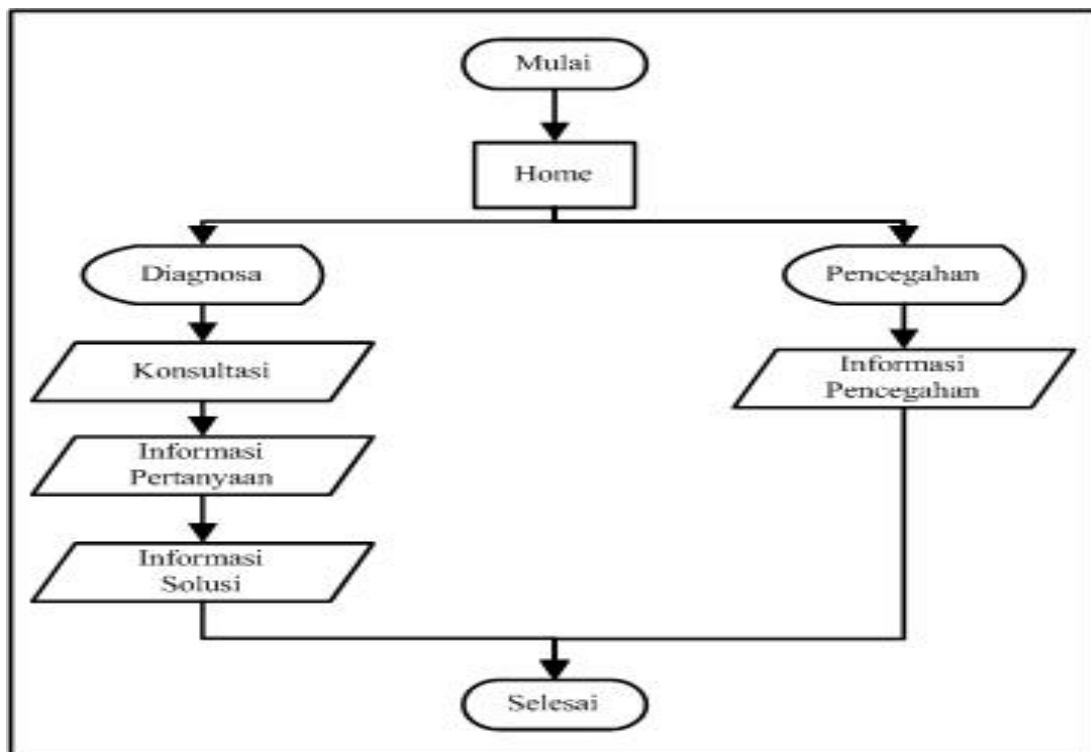 Mulai
Home
Diagnosa
Pencegahan
Konsultasi
Informasi
Pencegahan
Informasi
Pertanyaan
Informasi
Solusi
Selesai